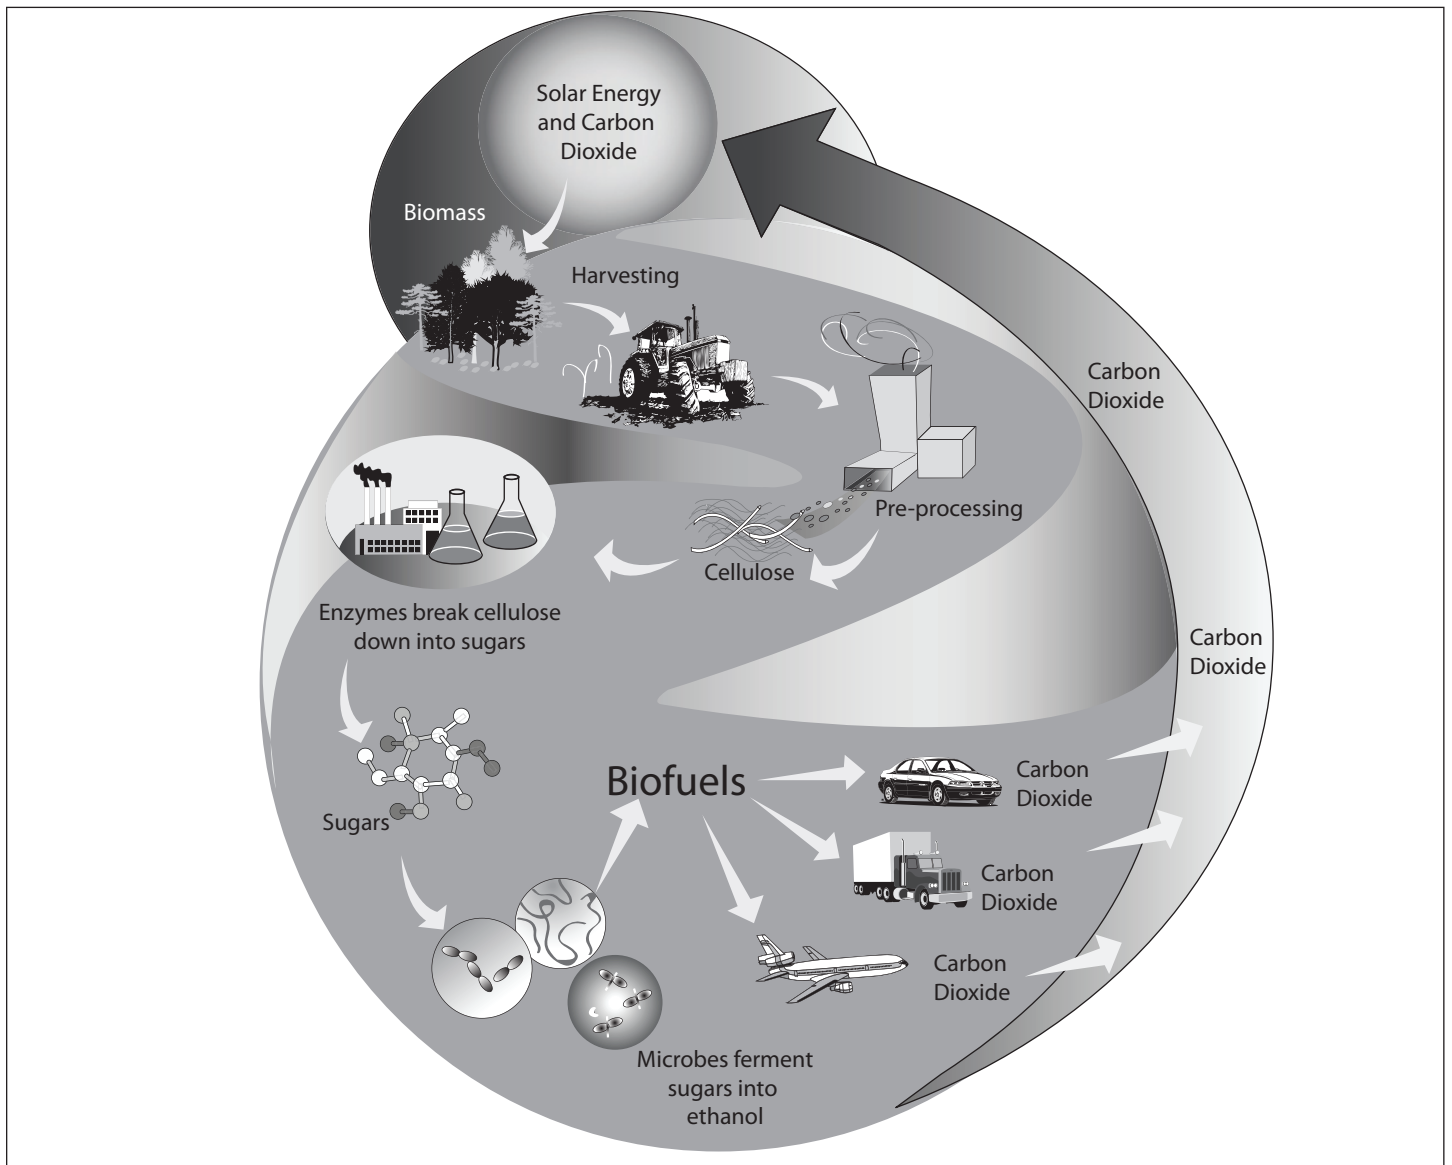 Solar Energy
and Carbon
Dioxide
Biomass
Harvesting
Pre-processing
Cellulose
Enzymes break cellulose
down into sugars
Sugars
Microbes ferment
sugars into
ethanol
Biofuels
Carbon
Dioxide
Carbon
Dioxide
Carbon
Dioxide
Carbon
Dioxide
Carbon
Dioxide